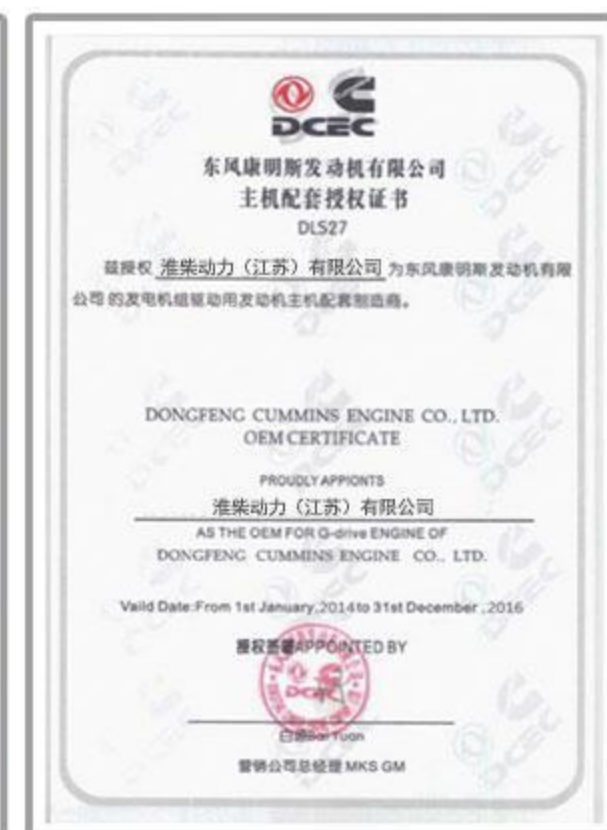 DCEC
东风康明斯发动机有限公司
主机配套授权证书
DLS27
兹授权 淮柴动力（江苏）有限公司 为东风康明斯发动机有限
公司的发电机组驱动用发动机主机配套制造商。
DONGFENG CUMMINS ENGINE CO., LTD.
OEM CERTIFICATE
PROUDLY APPIONTS
淮柴动力（江苏）有限公司
AS THE OEM FOR G-drive ENGINE OF
DONGFENG CUMMINS ENGINE CO., LTD.
Vaild Date:From 1st January,2014to 31st December ,2016
授权签署APPOINTED BY
DCEC
营销公司总经理 MKS GM